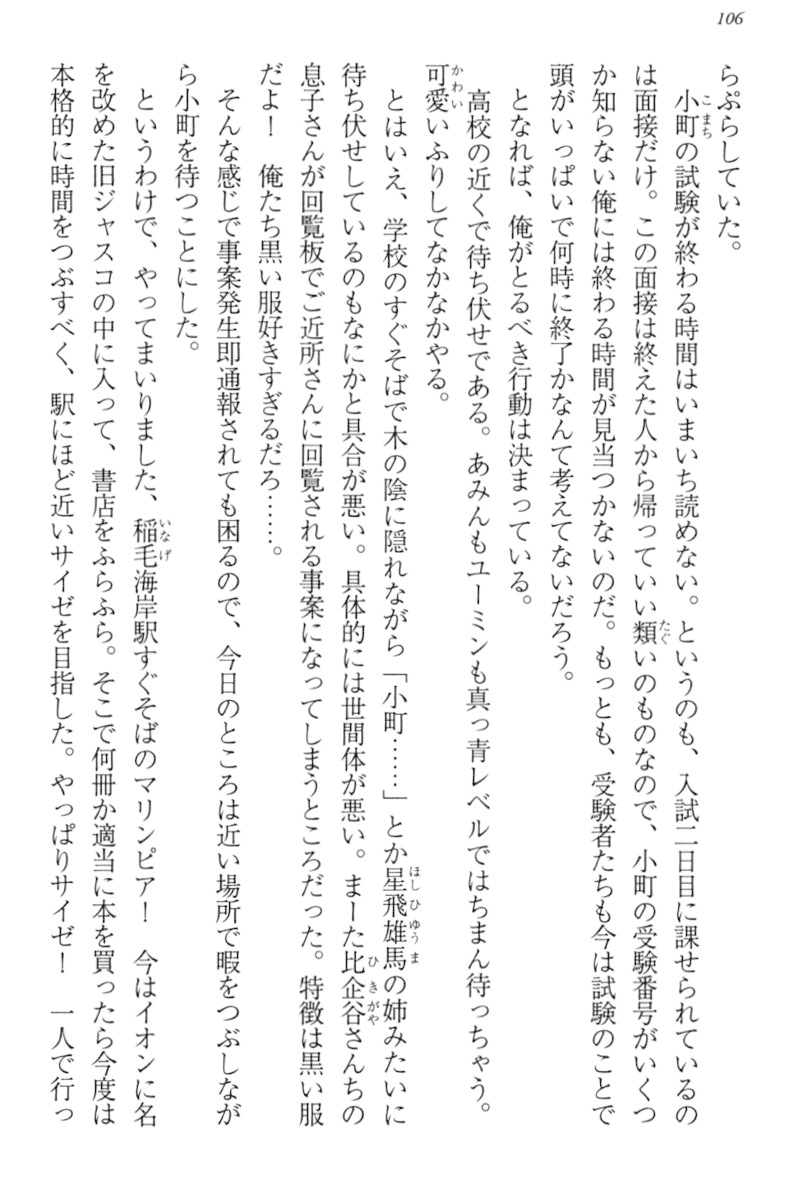 106
らぷらしていた。
　小町の試験が終わる時間はいまいち読めない。というのも、入試二日目に課せられているの
は面接だけ。この面接は終えた人から帰っていい類いのものなので、小町の受験番号がいくつ
か知らない俺には終わる時間が見当つかないのだ。もっとも、受験者たちも今は試験のことで
頭がいっぱいで何時に終了かなんて考えてないだろう。
　となれば、俺がとるべき行動は決まっている。
　高校の近くで待ち伏せである。あみんもユーミンも真っ青レベルではちまん待っちゃう。
可愛いふりしてなかなかやる。
　とはいえ、学校のすぐそばで木の陰に隠れながら「小町……」とか星飛雄馬の姉みたいに
待ち伏せしているのもなにかと具合が悪い。具体的には世間体が悪い。まーた比企谷さんちの
息子さんが回覧板でご近所さんに回覧される事案になってしまうところだった。特徴は黒い服
だよ！　俺たち黒い服好きすぎるだろ……。
　そんな感じで事案発生即通報されても困るので、今日のところは近い場所で暇をつぶしなが
ら小町を待つことにした。
　というわけで、やってまいりました、稲毛海岸駅すぐそばのマリンピア！　今はイオンに名
を改めた旧ジャスコの中に入って、書店をふらふら。そこで何冊か適当に本を買ったら今度は
本格的に時間をつぶすべく、駅にほど近いサイゼを目指した。やっぱりサイゼ！　一人で行っ